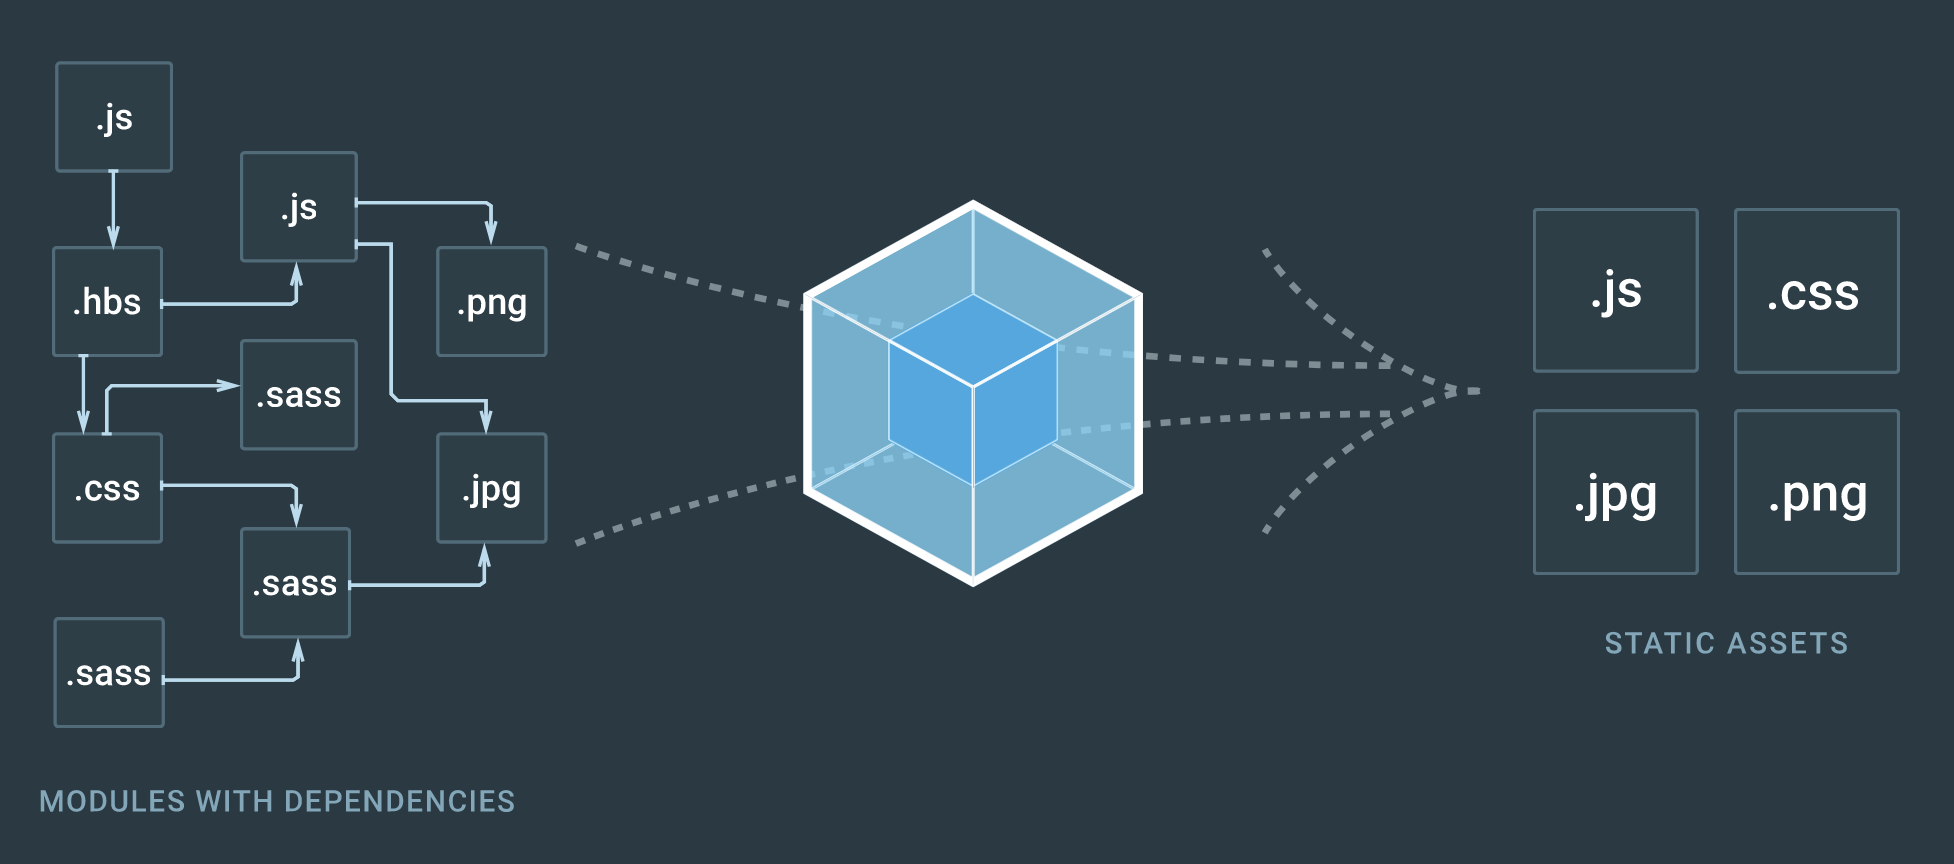 .js
.js
.hbs
.png
.sass
.css
.jpg
.sass
.sass
MODULES WITH DEPENDENCIES
.js
.css
.jpg
.png
STATIC ASSETS